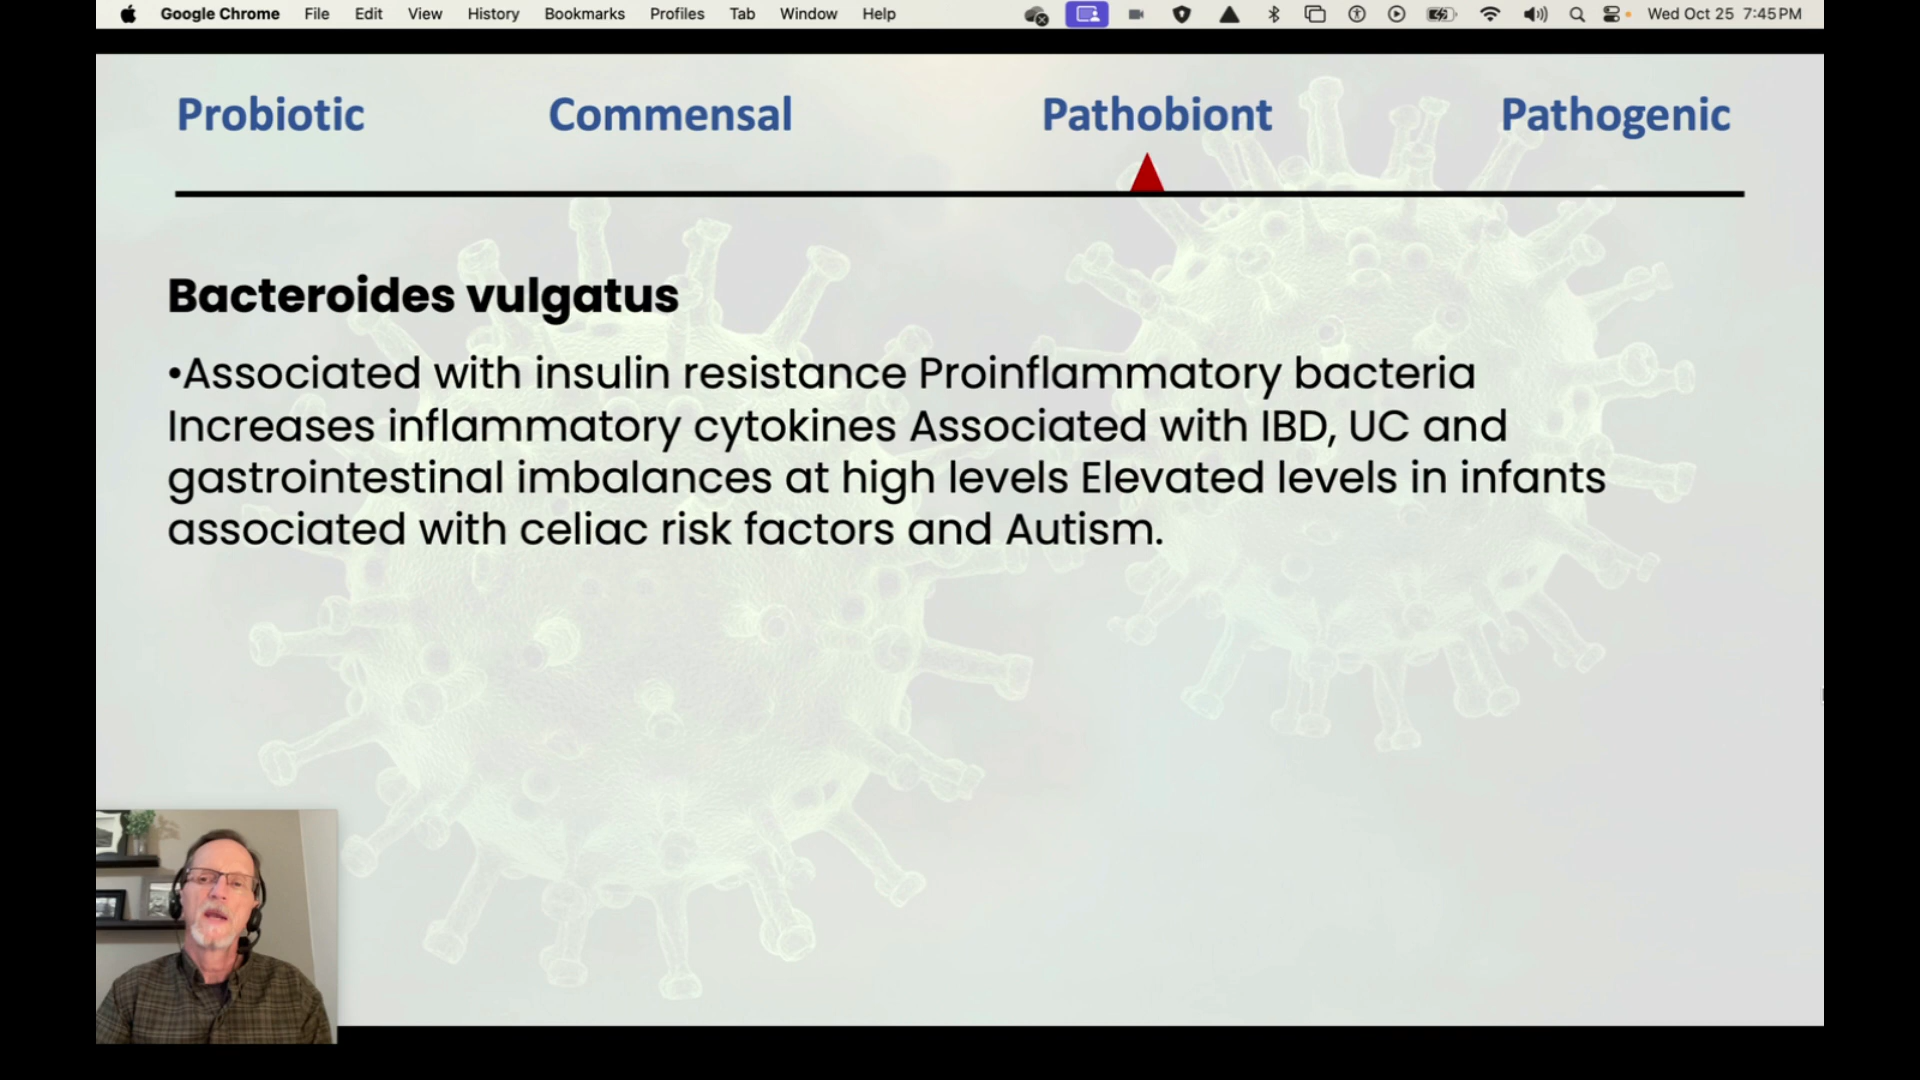 Google Chrome File Edit View History Bookmarks Profiles Tab Window Help Wed Oct 25 7:45 PM
Probiotic Commensal Pathobiont Pathogenic
Bacteroides vulgatus
•Associated with insulin resistance Proinflammatory bacteria
Increases inflammatory cytokines Associated with IBD, UC and
gastrointestinal imbalances at high levels Elevated levels in infants
associated with celiac risk factors and Autism.